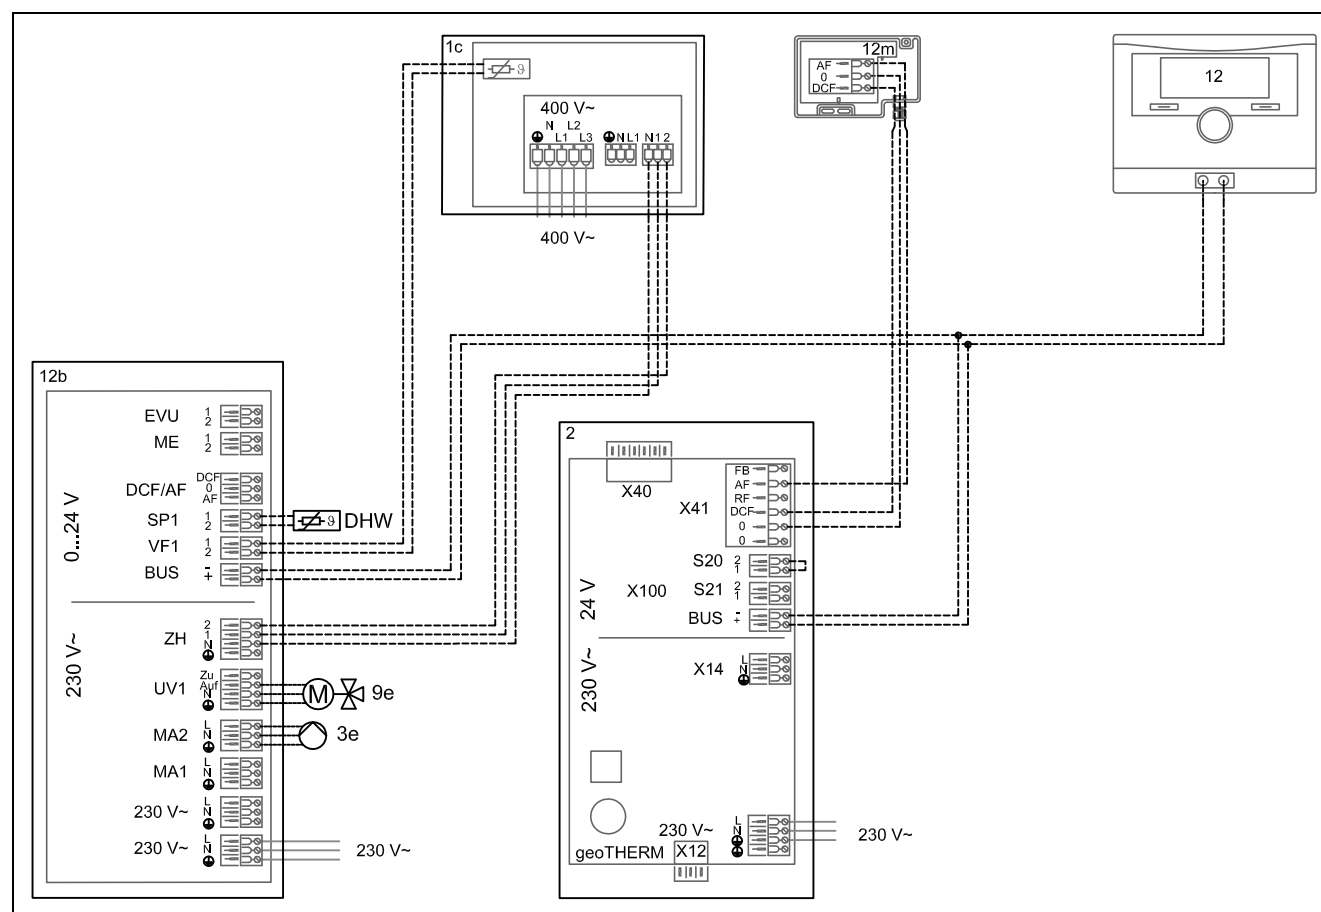 1c
ϑ
400 V~
N L2
L1 L3
N L1
N 1 2
400 V~
12m
AF
0
DCF
12
12b
0...24 V
EVU 1
2
ME 1
2
DCF/AF DCF
0
AF
SP1 1
2
ϑ DHW
VF1 1
2
BUS -
+
230 V~
ZH 2
1
N
UV1 Zu
Auf
N
M 9e
MA2 L
N
3e
MA1 L
N
230 V~ L
N
230 V~ L
N
230 V~
2
X40
X41
FB
AF
RF
DCF
0
0
24 V
X100
S20 2
1
S21 2
1
BUS -
+
230 V~
X14 L
N
230 V~ L
N
230 V~
geoTHERM X12